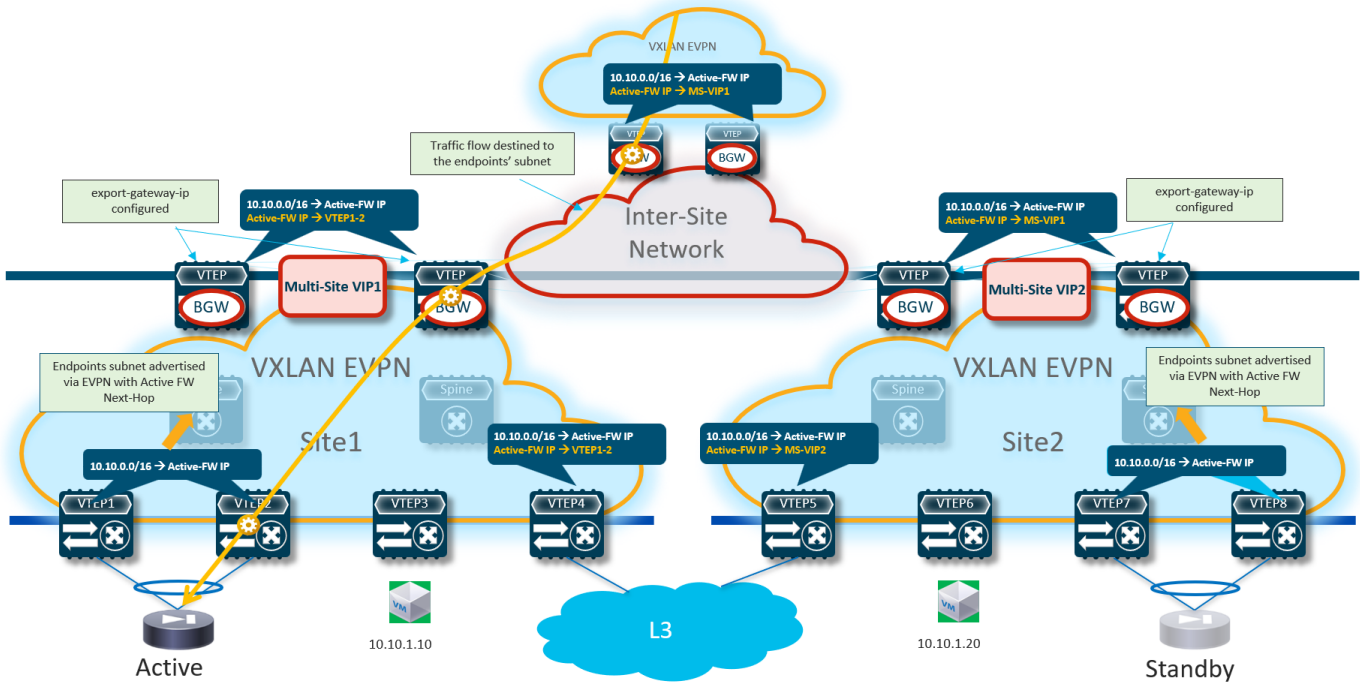 VXLAN EVPN
10.10.0.0/16 → Active-FW IP
Active-FW IP → MS-VIP1
VTEP
BGW
VTEP
BGW
Traffic flow destined to
the endpoints’ subnet
export-gateway-ip
configured
10.10.0.0/16 → Active-FW IP
Active-FW IP → VTEP1-2
Inter-Site
Network
10.10.0.0/16 → Active-FW IP
Active-FW IP → MS-VIP1
export-gateway-ip
configured
VTEP
BGW
Multi-Site VIP1
VTEP
BGW
VTEP
BGW
Multi-Site VIP2
VTEP
BGW
Endpoints subnet advertised
via EVPN with Active FW
Next-Hop
VXLAN EVPN
Spine
Site1
VXLAN EVPN
Spine
Site2
Spine
Endpoints subnet advertised
via EVPN with Active FW
Next-Hop
10.10.0.0/16 → Active-FW IP
10.10.0.0/16 → Active-FW IP
Active-FW IP → VTEP1-2
10.10.0.0/16 → Active-FW IP
Active-FW IP → MS-VIP2
10.10.0.0/16 → Active-FW IP
VTEP1
VTEP2
VTEP3
VTEP4
VTEP5
VTEP6
VTEP7
VTEP8
VM
10.10.1.10
L3
VM
10.10.1.20
Active
Standby